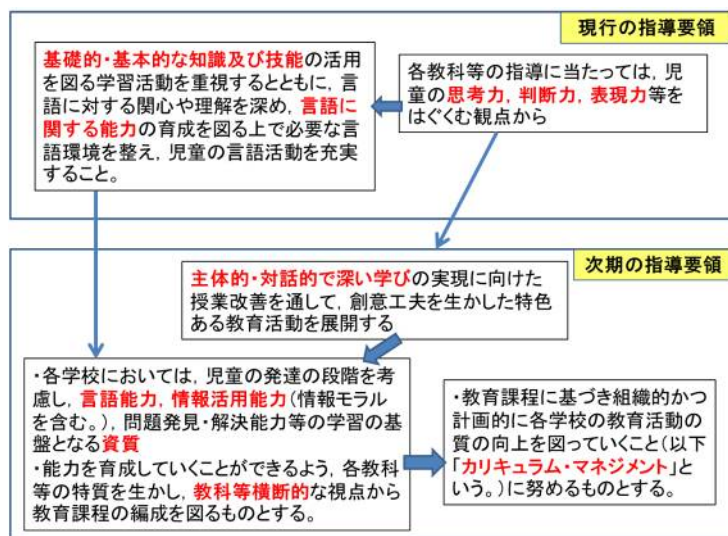 現行の指導要領
基礎的・基本的な知識及び技能の活用
を図る学習活動を重視するとともに，言
語に対する関心や理解を深め，言語に
関する能力の育成を図る上で必要な言
語環境を整え，児童の言語活動を充実
すること。
各教科等の指導に当たっては，児
童の思考力，判断力，表現力等を
はぐくむ観点から
次期の指導要領
主体的・対話的で深い学びの実現に向けた
授業改善を通して，創意工夫を生かした特色
ある教育活動を展開する
・各学校においては，児童の発達の段階を考
慮し，言語能力，情報活用能力（情報モラル
を含む。），問題発見・解決能力等の学習の基
盤となる資質
・能力を育成していくことができるよう，各教科
等の特質を生かし，教科等横断的な視点から
教育課程の編成を図るものとする。
・教育課程に基づき組織的かつ
計画的に各学校の教育活動の
質の向上を図っていくこと（以下
「カリキュラム・マネジメント」と
いう。）に努めるものとする。